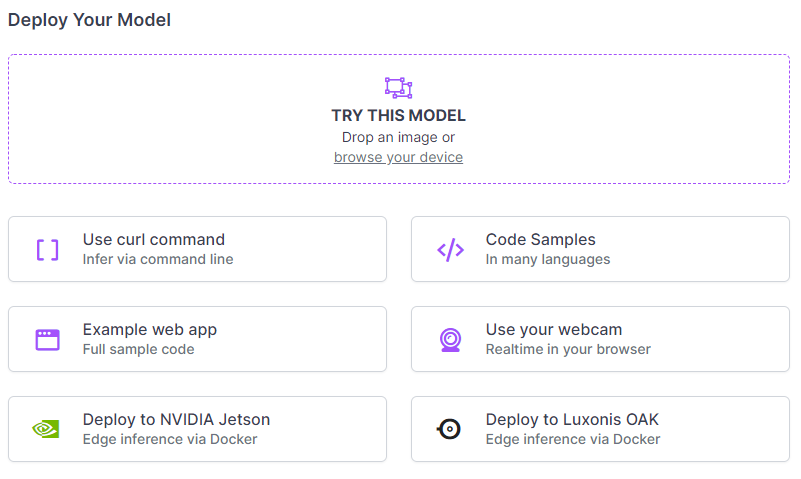 Deploy Your Model
TRY THIS MODEL
Drop an image or
browse your device
Use curl command
Infer via command line
Code Samples
In many languages
Example web app
Full sample code
Use your webcam
Realtime in your browser
Deploy to NVIDIA Jetson
Edge inference via Docker
Deploy to Luxonis OAK
Edge inference via Docker